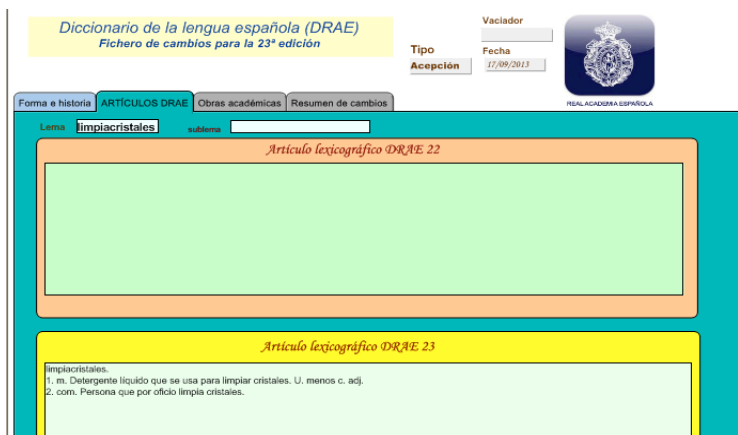 Diccionario de la lengua española (DRAE)
Fichero de cambios para la 23ª edición
Tipo
Acepción
Vaciador
Fecha
17/09/2013
REAL ACADEMIA ESPAÑOLA
Forma e historia ARTÍCULOS DRAE Obras académicas Resumen de cambios
Lema limpiacristales sublema
Artículo lexicográfico DRAE 22
Artículo lexicográfico DRAE 23
limpiacristales.
1. m. Detergente líquido que se usa para limpiar cristales. U. menos c. adj.
2. com. Persona que por oficio limpia cristales.